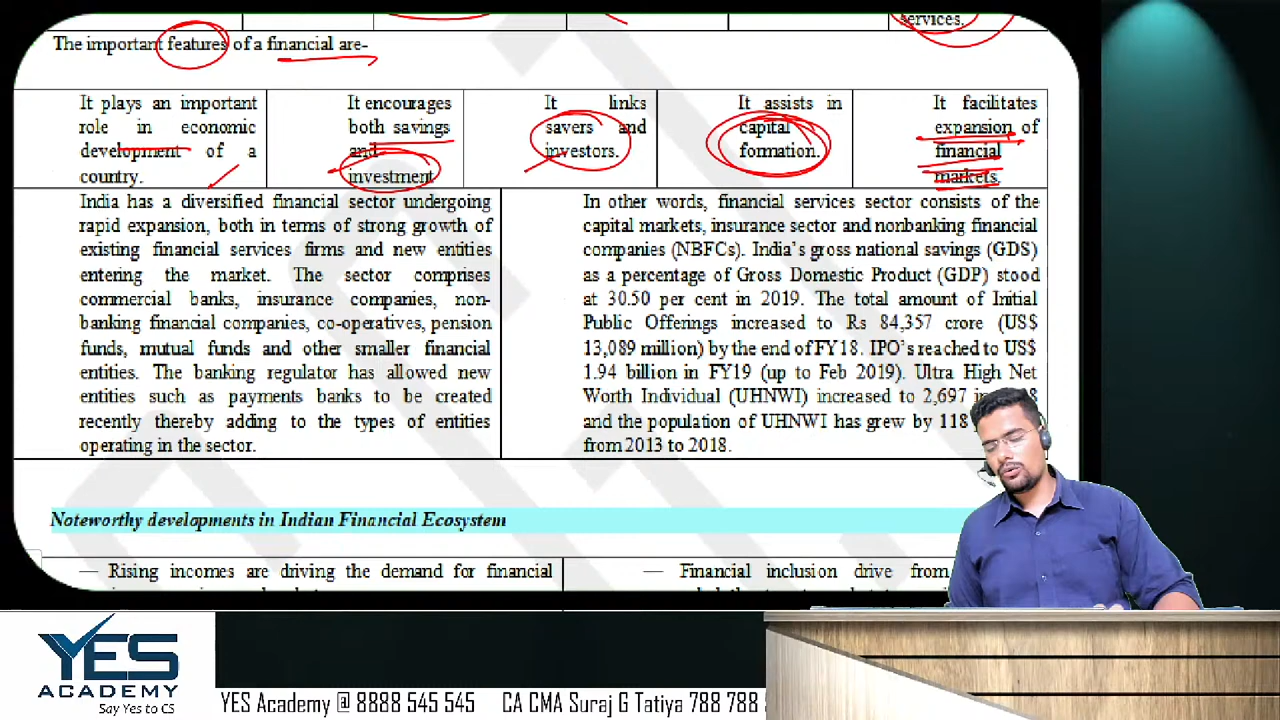 services.
The important features of a financial are-
It plays an important
role in economic
development of a
country.
It encourages
both savings
and
investment
It links
savers and
investors.
It assists in
capital
formation.
It facilitates
expansion of
financial
markets.
India has a diversified financial sector undergoing
rapid expansion, both in terms of strong growth of
existing financial services firms and new entities
entering the market. The sector comprises
commercial banks, insurance companies, non-
banking financial companies, co-operatives, pension
funds, mutual funds and other smaller financial
entities. The banking regulator has allowed new
entities such as payments banks to be created
recently thereby adding to the types of entities
operating in the sector.
In other words, financial services sector consists of the
capital markets, insurance sector and nonbanking financial
companies (NBFCs). India's gross national savings (GDS)
as a percentage of Gross Domestic Product (GDP) stood
at 30.50 per cent in 2019. The total amount of Initial
Public Offerings increased to Rs 84,357 crore (US$
13,089 million) by the end of FY18. IPO's reached to US$
1.94 billion in FY19 (up to Feb 2019). Ultra High Net
Worth Individual (UHNWI) increased to 2,697
and the population of UHNWI has grew by 118
from 2013 to 2018.
Noteworthy developments in Indian Financial Ecosystem
— Rising incomes are driving the demand for financial
— Financial inclusion drive from
YES
ACADEMY
Say Yes to CS
YES Academy @ 8888 545 545 CA CMA Suraj G Tatiya 788 788